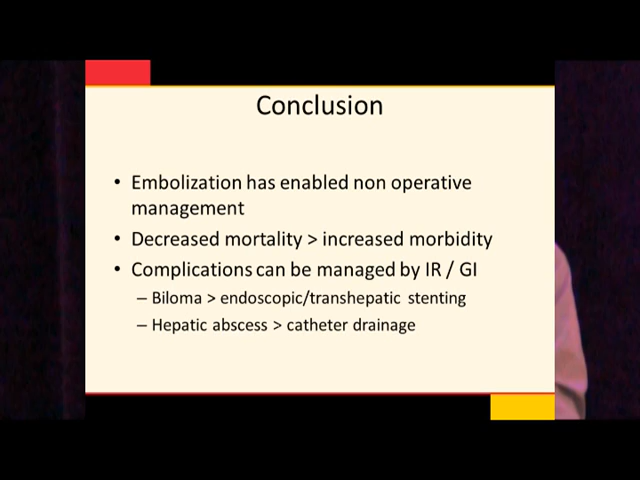 Conclusion
• Embolization has enabled non operative
management
• Decreased mortality > increased morbidity
• Complications can be managed by IR / GI
– Biloma > endoscopic/transhepatic stenting
– Hepatic abscess > catheter drainage